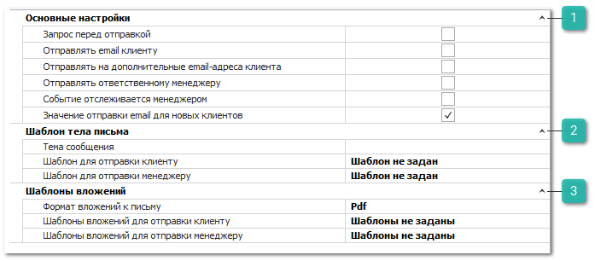 Основные настройки
1
Запрос перед отправкой
Отправлять email клиенту
Отправлять на дополнительные email-адреса клиента
Отправлять ответственному менеджеру
Событие отслеживается менеджером
Значение отправки email для новых клиентов
Шаблон тела письма
2
Тема сообщения
Шаблон для отправки клиенту Шаблон не задан
Шаблон для отправки менеджеру Шаблон не задан
Шаблоны вложений
3
Формат вложений к письму Pdf
Шаблоны вложений для отправки клиенту Шаблоны не заданы
Шаблоны вложений для отправки менеджеру Шаблоны не заданы